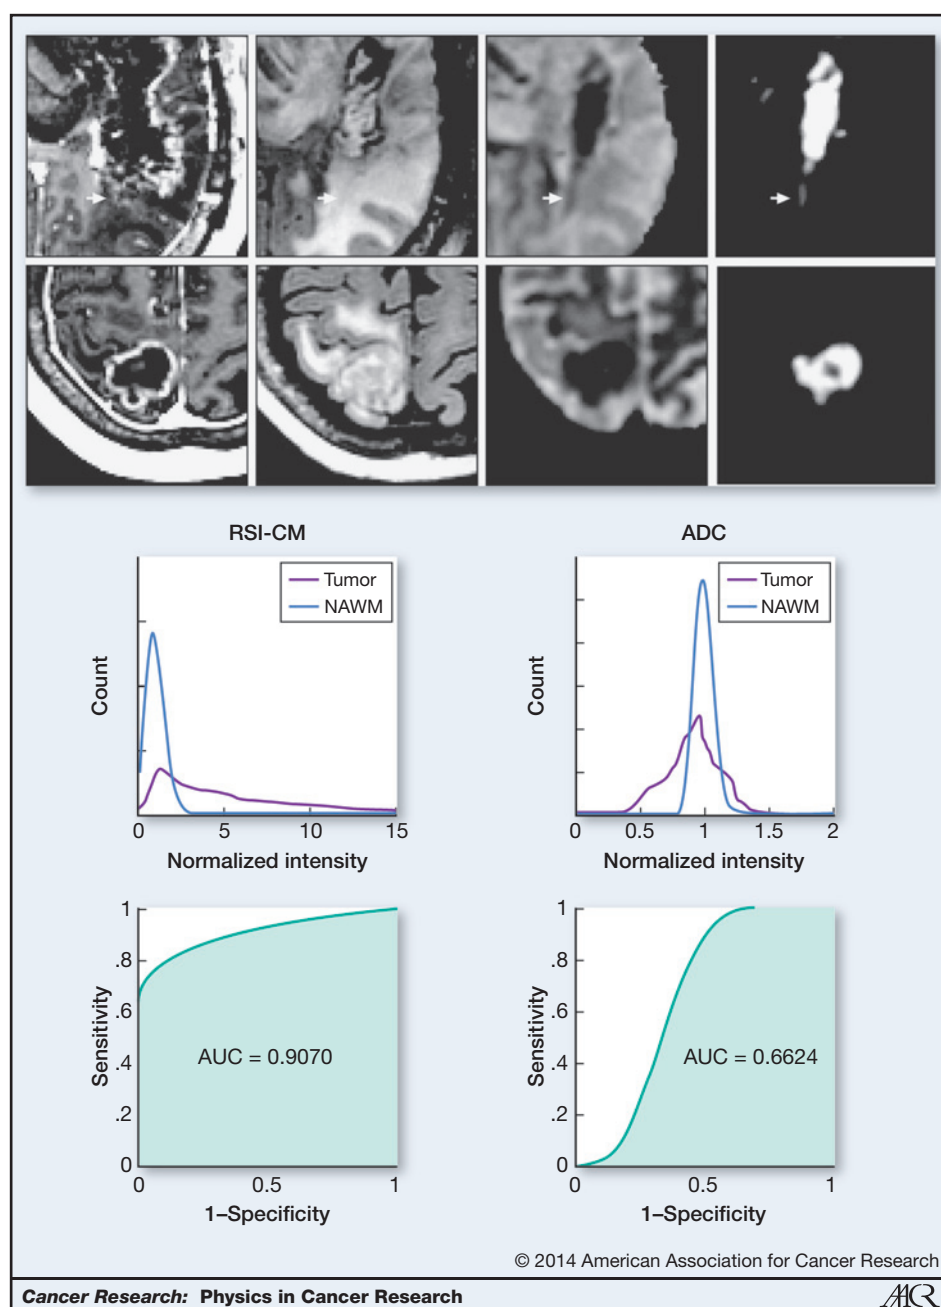 RSI-CM
Tumor
NAWM
Count
0 5 10 15
Normalized intensity
ADC
Tumor
NAWM
Count
0 0.5 1 1.5 2
Normalized intensity
1
.8
.6
.4
.2
0
Sensitivity
AUC = 0.9070
0 0.5 1
1–Specificity
1
.8
.6
.4
.2
0
Sensitivity
AUC = 0.6624
0 0.5 1
1–Specificity
© 2014 American Association for Cancer Research
Cancer Research: Physics in Cancer Research
AACR